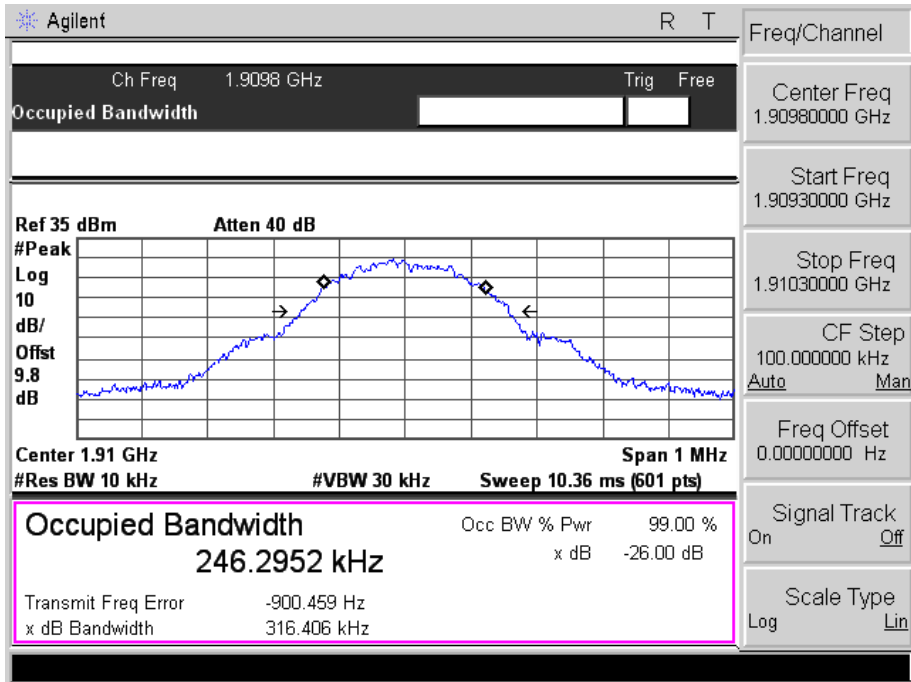 Agilent R T
Freq/Channel
Ch Freq 1.9098 GHz Trig Free
Occupied Bandwidth
Center Freq
1.90980000 GHz
Start Freq
1.90930000 GHz
Stop Freq
1.91030000 GHz
CF Step
100.000000 kHz
Auto Man
Freq Offset
0.00000000 Hz
Signal Track
On Off
Scale Type
Log Lin
Ref 35 dBm Atten 40 dB
#Peak
Log
10
dB/
Offst
9.8
dB
Center 1.91 GHz Span 1 MHz
#Res BW 10 kHz #VBW 30 kHz Sweep 10.36 ms (601 pts)
Occupied Bandwidth Occ BW % Pwr 99.00 %
246.2952 kHz x dB -26.00 dB
Transmit Freq Error -900.459 Hz
x dB Bandwidth 316.406 kHz